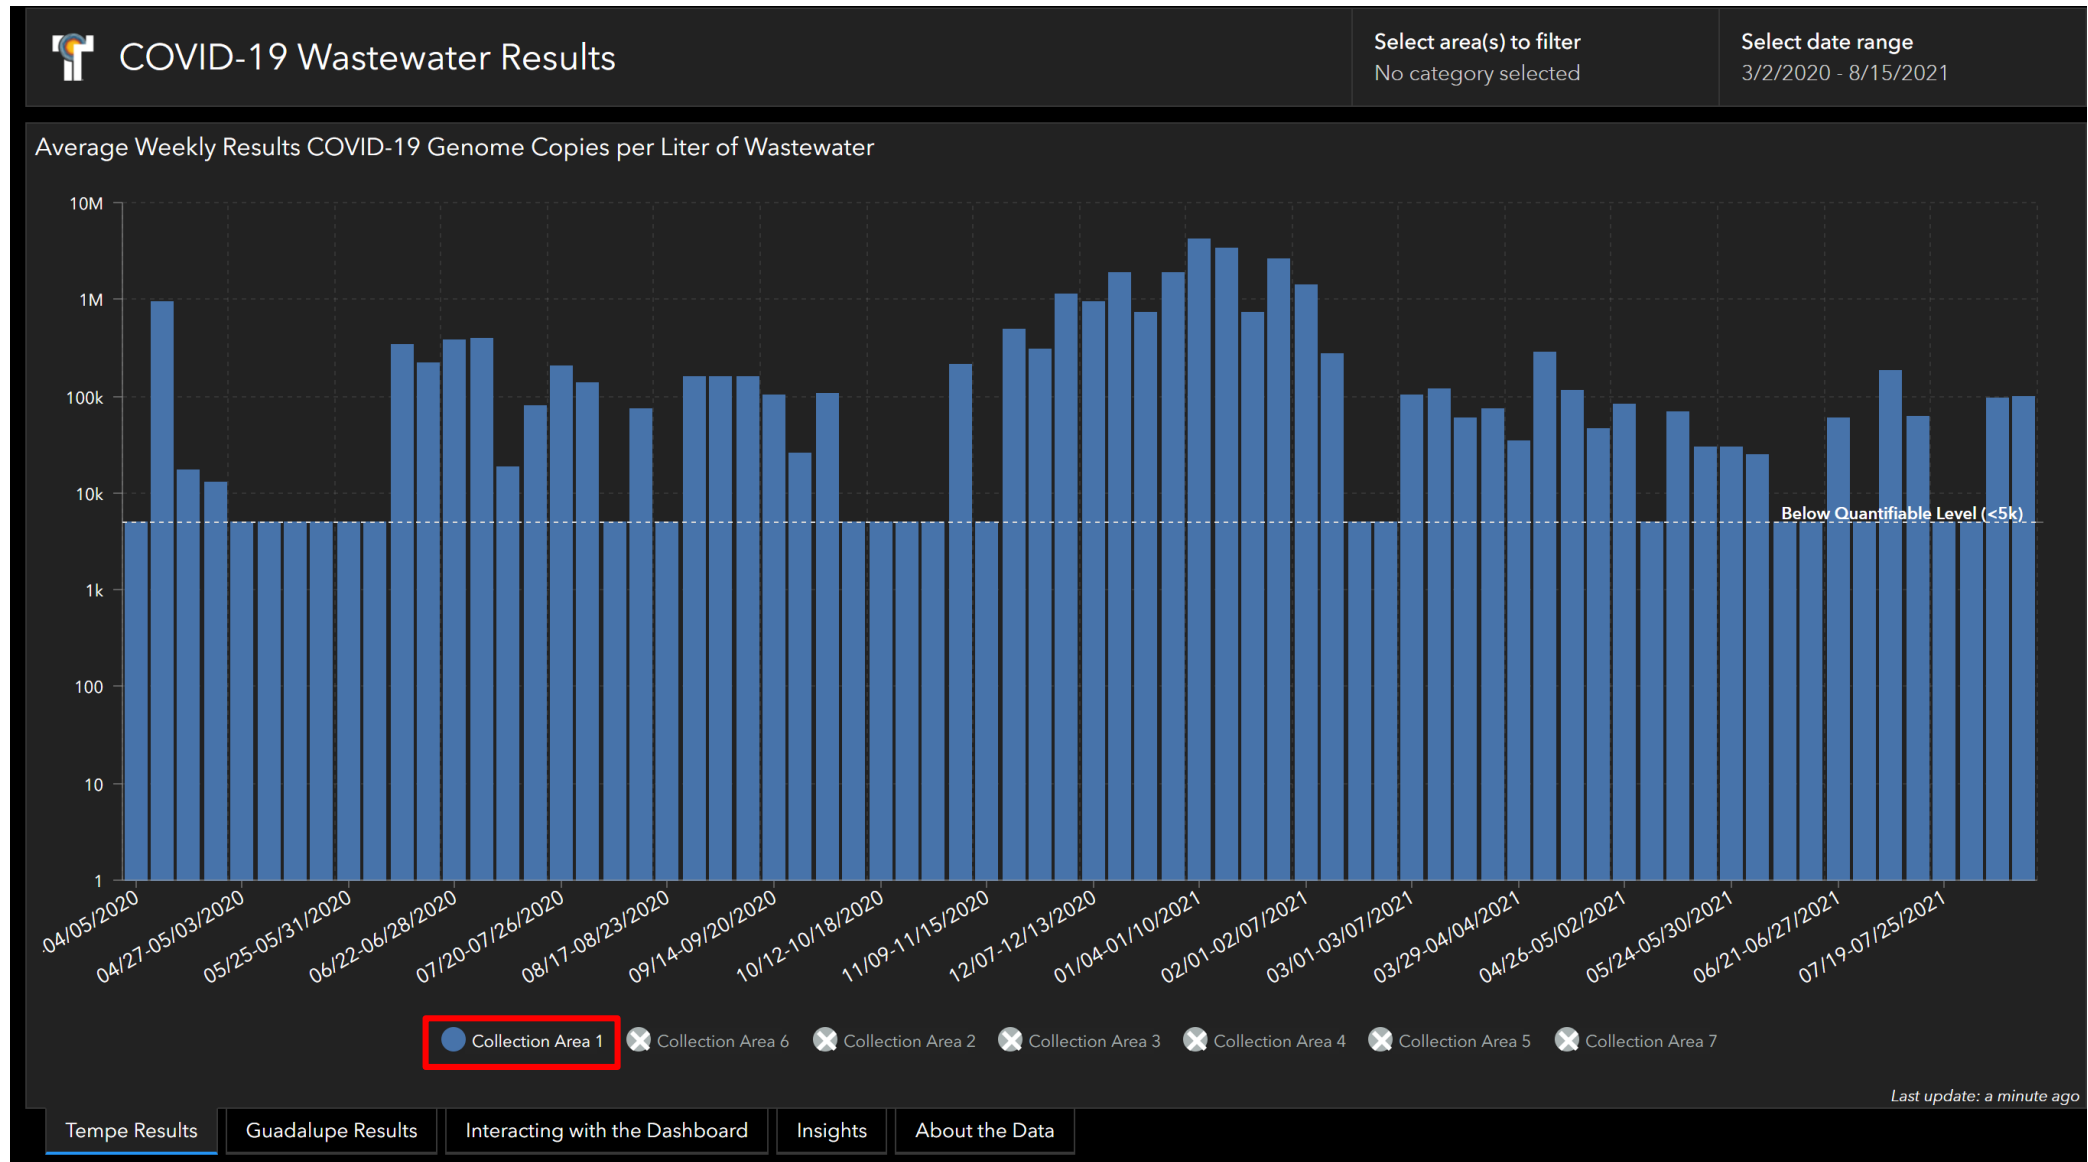 COVID-19 Wastewater Results
Select area(s) to filter
No category selected
Select date range
3/2/2020 - 8/15/2021
Average Weekly Results COVID-19 Genome Copies per Liter of Wastewater
10M
1M
100k
10k
1k
100
10
1
Below Quantifiable Level (<5k)
-04/05/2020
04/27-05/03/2020
05/25-05/31/2020
06/22-06/28/2020
07/20-07/26/2020
08/17-08/23/2020
09/14-09/20/2020
10/12-10/18/2020
11/09-11/15/2020
12/07-12/13/2020
01/04-01/10/2021
02/01-02/07/2021
03/01-03/07/2021
03/29-04/04/2021
04/26-05/02/2021
05/24-05/30/2021
06/21-06/27/2021
07/19-07/25/2021
Collection Area 1 Collection Area 6 Collection Area 2 Collection Area 3 Collection Area 4 Collection Area 5 Collection Area 7
Last update: a minute ago
Tempe Results Guadalupe Results Interacting with the Dashboard Insights About the Data